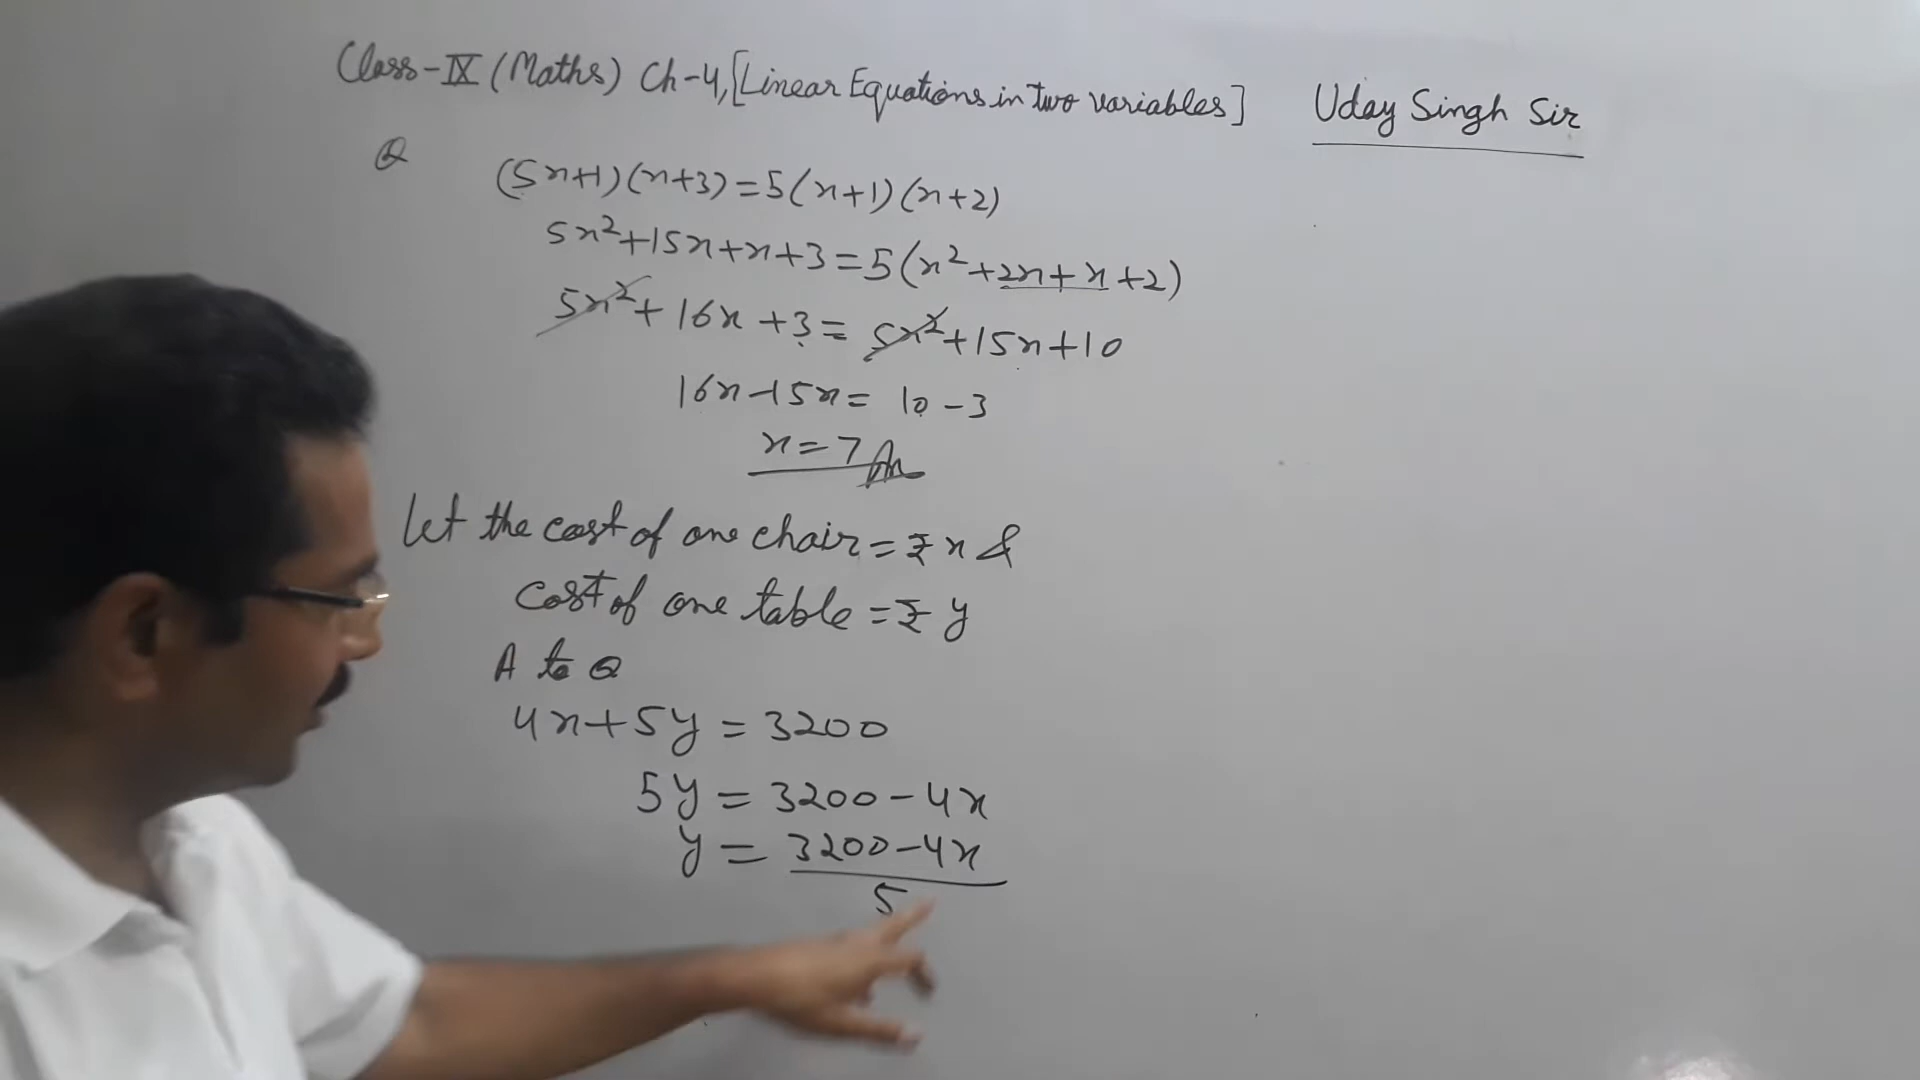 Class-IX (Maths) Ch-4, [Linear Equations in two variables] Uday Singh Sir
Q (5x+1)(x+3)=5(x+1)(x+2)
5x²+15x+x+3=5(x²+2x+x+2)
5x²+16x+3=5x²+15x+10
16x-15x=10-3
x=7 An
Let the cost of one chair=₹x &
Cost of one table=₹y
A to Q
4x+5y=3200
5y=3200-4x
y=3200-4x
5